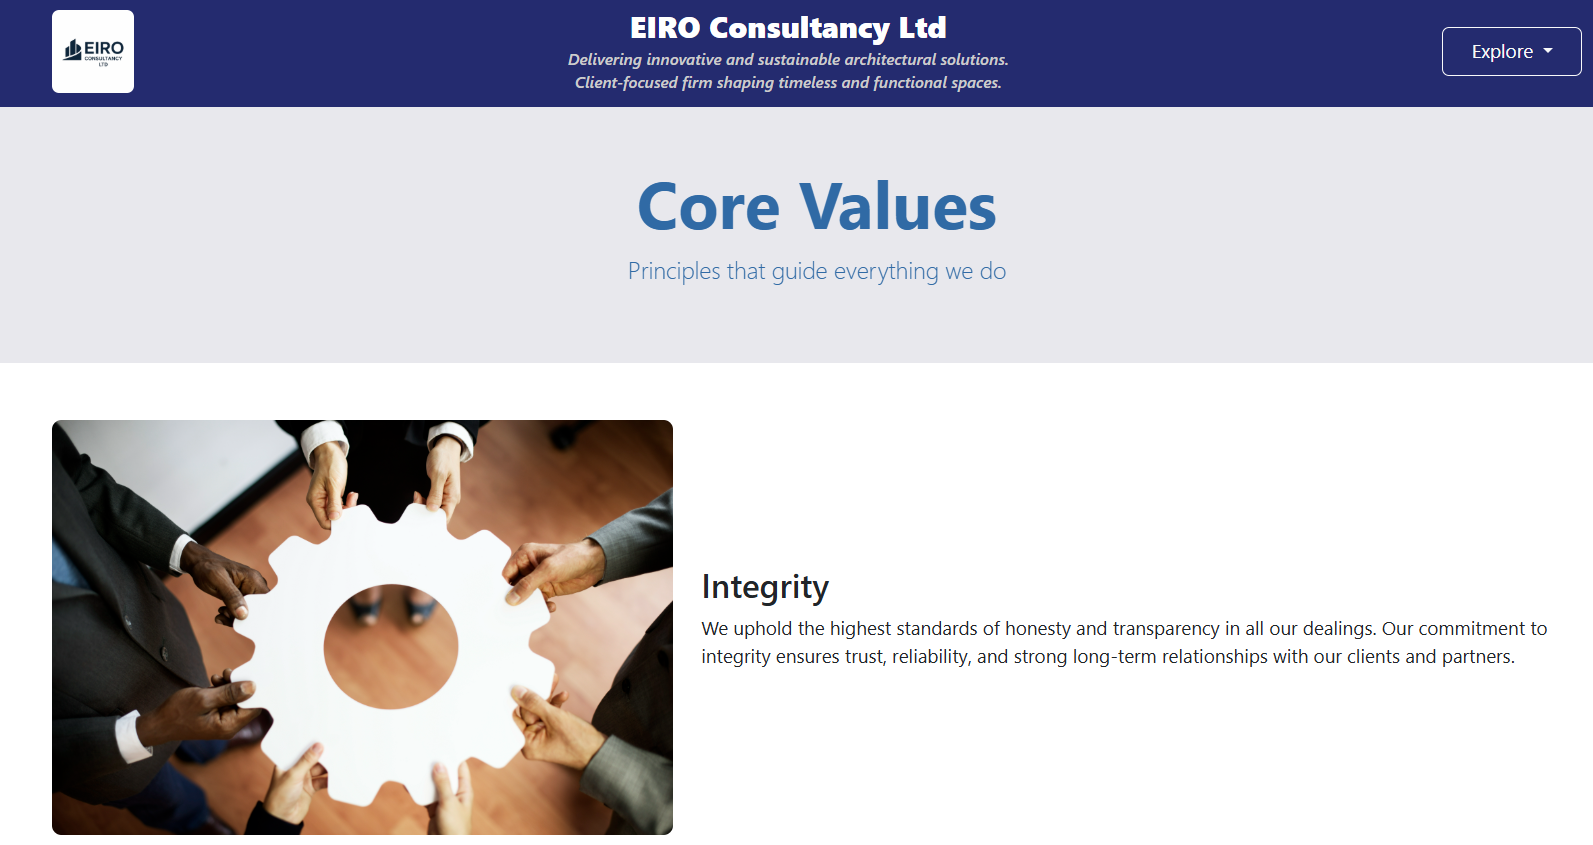 EIRO
CONSULTANCY
LTD
EIRO Consultancy Ltd
Delivering innovative and sustainable architectural solutions.
Client-focused firm shaping timeless and functional spaces.
Explore
Core Values
Principles that guide everything we do
Integrity
We uphold the highest standards of honesty and transparency in all our dealings. Our commitment to
integrity ensures trust, reliability, and strong long-term relationships with our clients and partners.